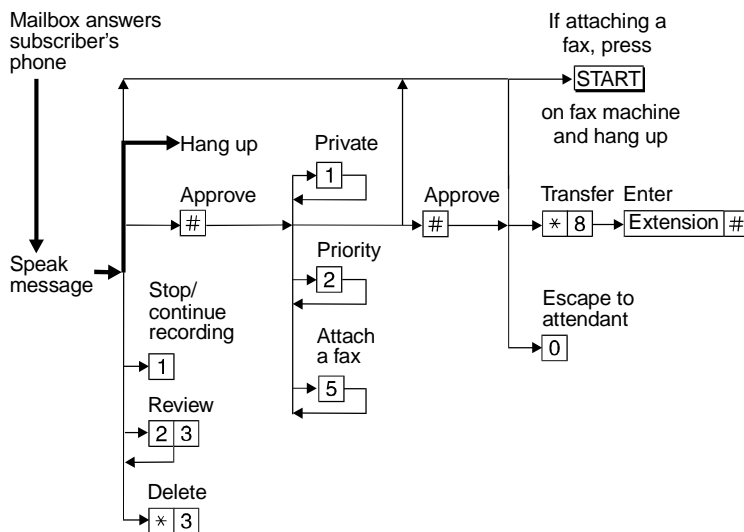 Mailbox answers
subscriber's
phone
If attaching a
fax, press
START
on fax machine
and hang up
Hang up
Private
1
Approve
#
Approve
#
Transfer
* 8
Enter
Extension #
Speak
message
Priority
2
Stop/
continue
recording
1
Escape to
attendant
0
Attach
a fax
5
Review
2 3
Delete
* 3